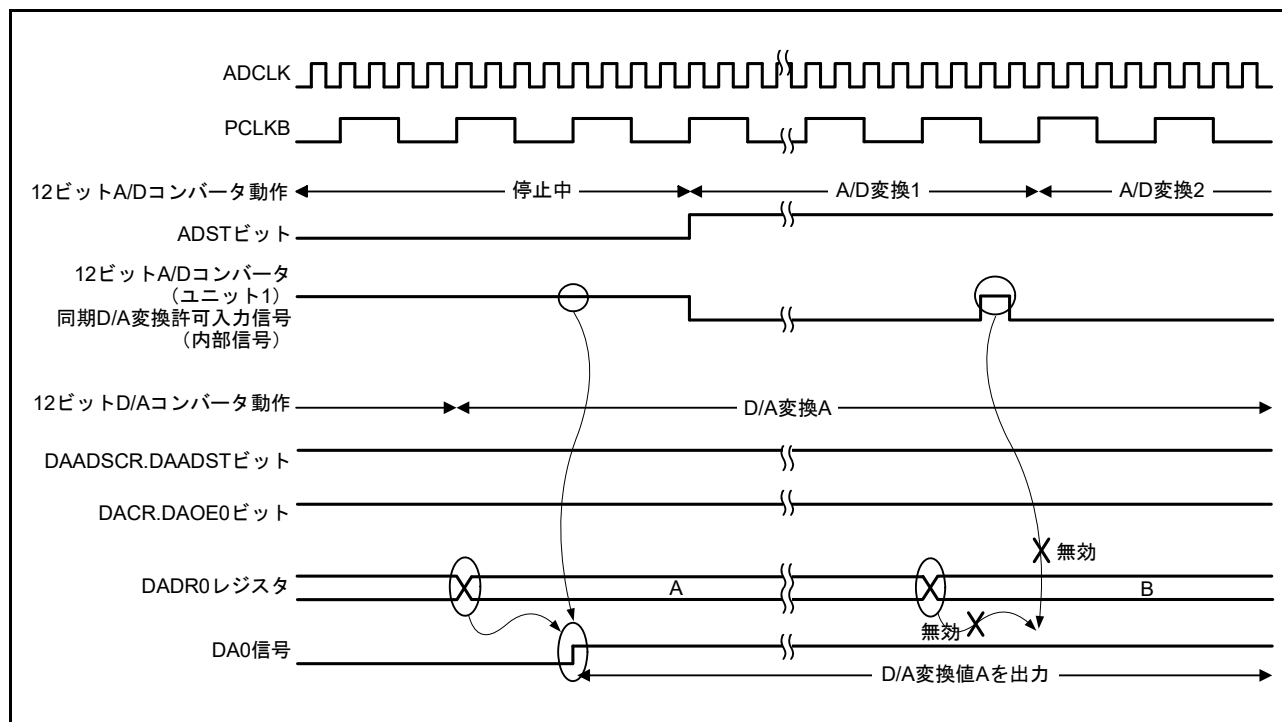 ADCLK
PCLKB
12ビットA/Dコンバータ動作
停止中
A/D変換1
A/D変換2
ADSTビット
12ビットA/Dコンバータ
(ユニット1)
同期D/A変換許可入力信号
(内部信号)
12ビットD/Aコンバータ動作
D/A変換A
DAADSCR.DAADSTビット
DACR.DAOE0ビット
無効
DADR0レジスタ
A
B
無効
DA0信号
D/A変換値Aを出力